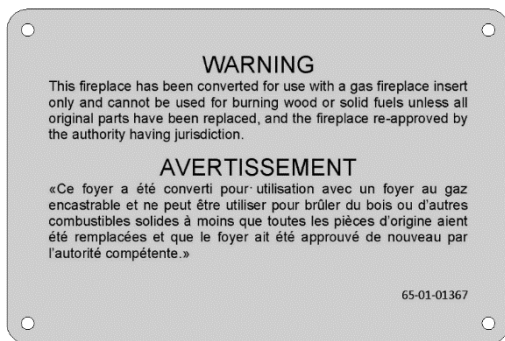 WARNING
This fireplace has been converted for use with a gas fireplace insert
only and cannot be used for burning wood or solid fuels unless all
original parts have been replaced, and the fireplace re-approved by
the authority having jurisdiction.
AVERTISSEMENT
«Ce foyer a été converti pour utilisation avec un foyer au gaz
encastrable et ne peut être utiliser pour brûler du bois ou d'autres
combustibles solides à moins que toutes les pièces d'origine aient
été remplacées et que le foyer ait été approuvé de nouveau par
l'autorité compétente.»
65-01-01367